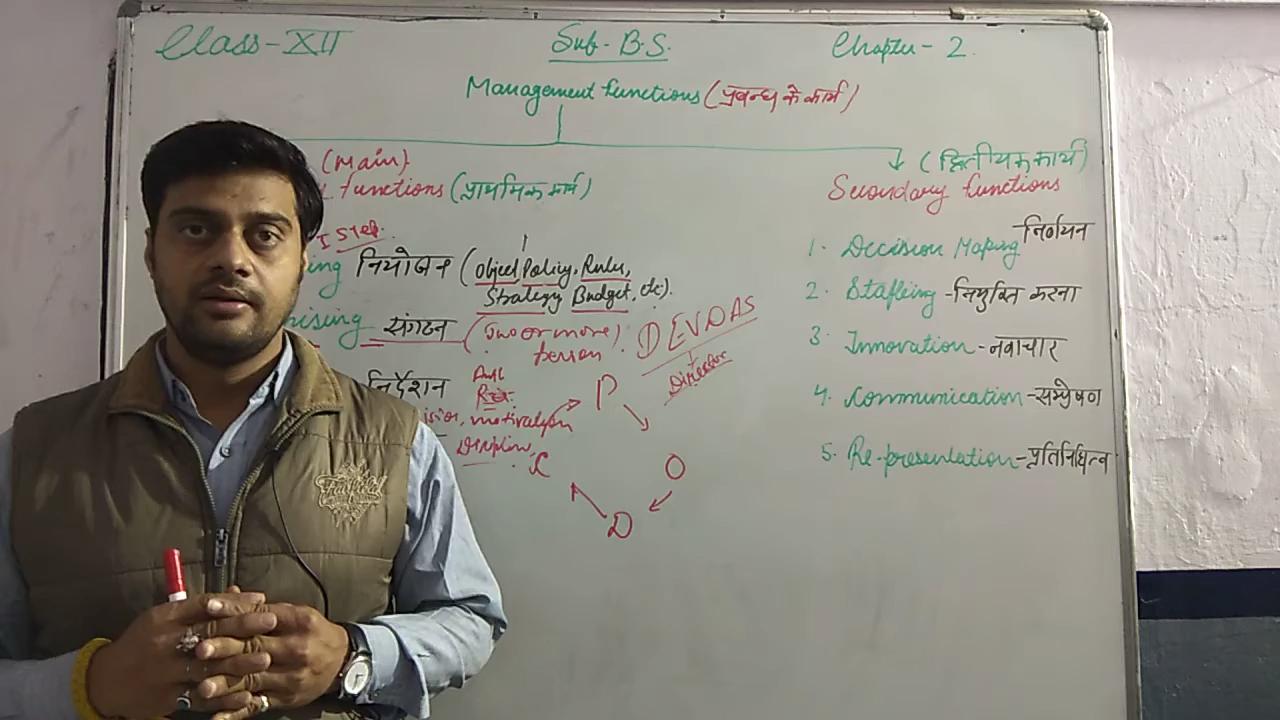 Class-XII Sub-B.S. Chapter-2
Management functions (प्रबन्ध के कार्य)
(Main)
functions (प्राथमिक कार्य)
I Step.
नियोजन (object Policy, Rules,
Strategy Budget, etc).
nising संगठन (Two or more)
person
निर्देशन
motivation
P
O
D
C
DEVDAS
Director
(द्वितीयक कार्य)
Secondary functions
1. Decision Making निर्णयन
2. Staffing - नियुक्ति करना
3. Innovation - नवाचार
4. Communication - सम्प्रेषण
5. Re-presentation - प्रतिनिधित्व